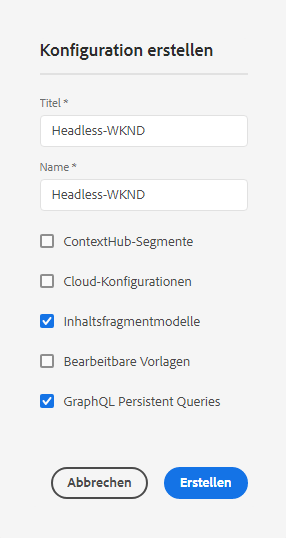 Konfiguration erstellen
Titel *
Headless-WKND
Name *
Headless-WKND
ContextHub-Segmente
Cloud-Konfigurationen
Inhaltsfragmentmodelle
Bearbeitbare Vorlagen
GraphQL Persistent Queries
Abbrechen
Erstellen